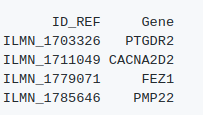 ID_REF Gene
ILMN_1703326 PTGDR2
ILMN_1711049 CACNA2D2
ILMN_1779071 FEZ1
ILMN_1785646 PMP22